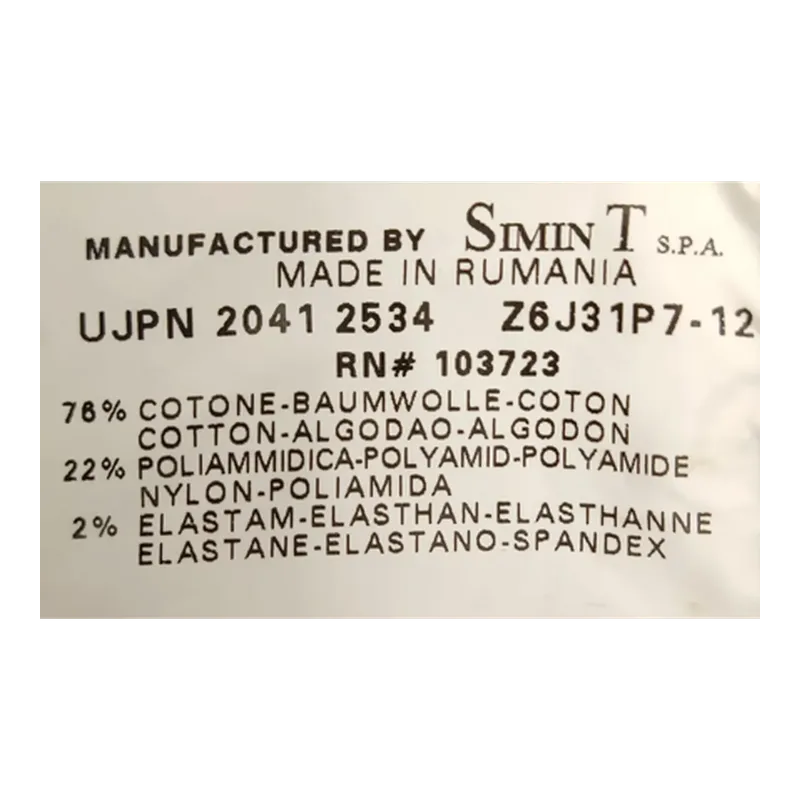 MANUFACTURED BY SIMIN T S.P.A.
MADE IN RUMANIA
UJPN 2041 2534 Z6J31P7-12
RN# 103723
76% COTONE-BAUMWOLLE-COTON
COTTON-ALGODAO-ALGODON
22% POLIAMMIDICA-POLYAMID-POLYAMIDE
NYLON-POLIAMIDA
2% ELASTAM-ELASTHAN-ELASTHANNE
ELASTANE-ELASTANO-SPANDEX